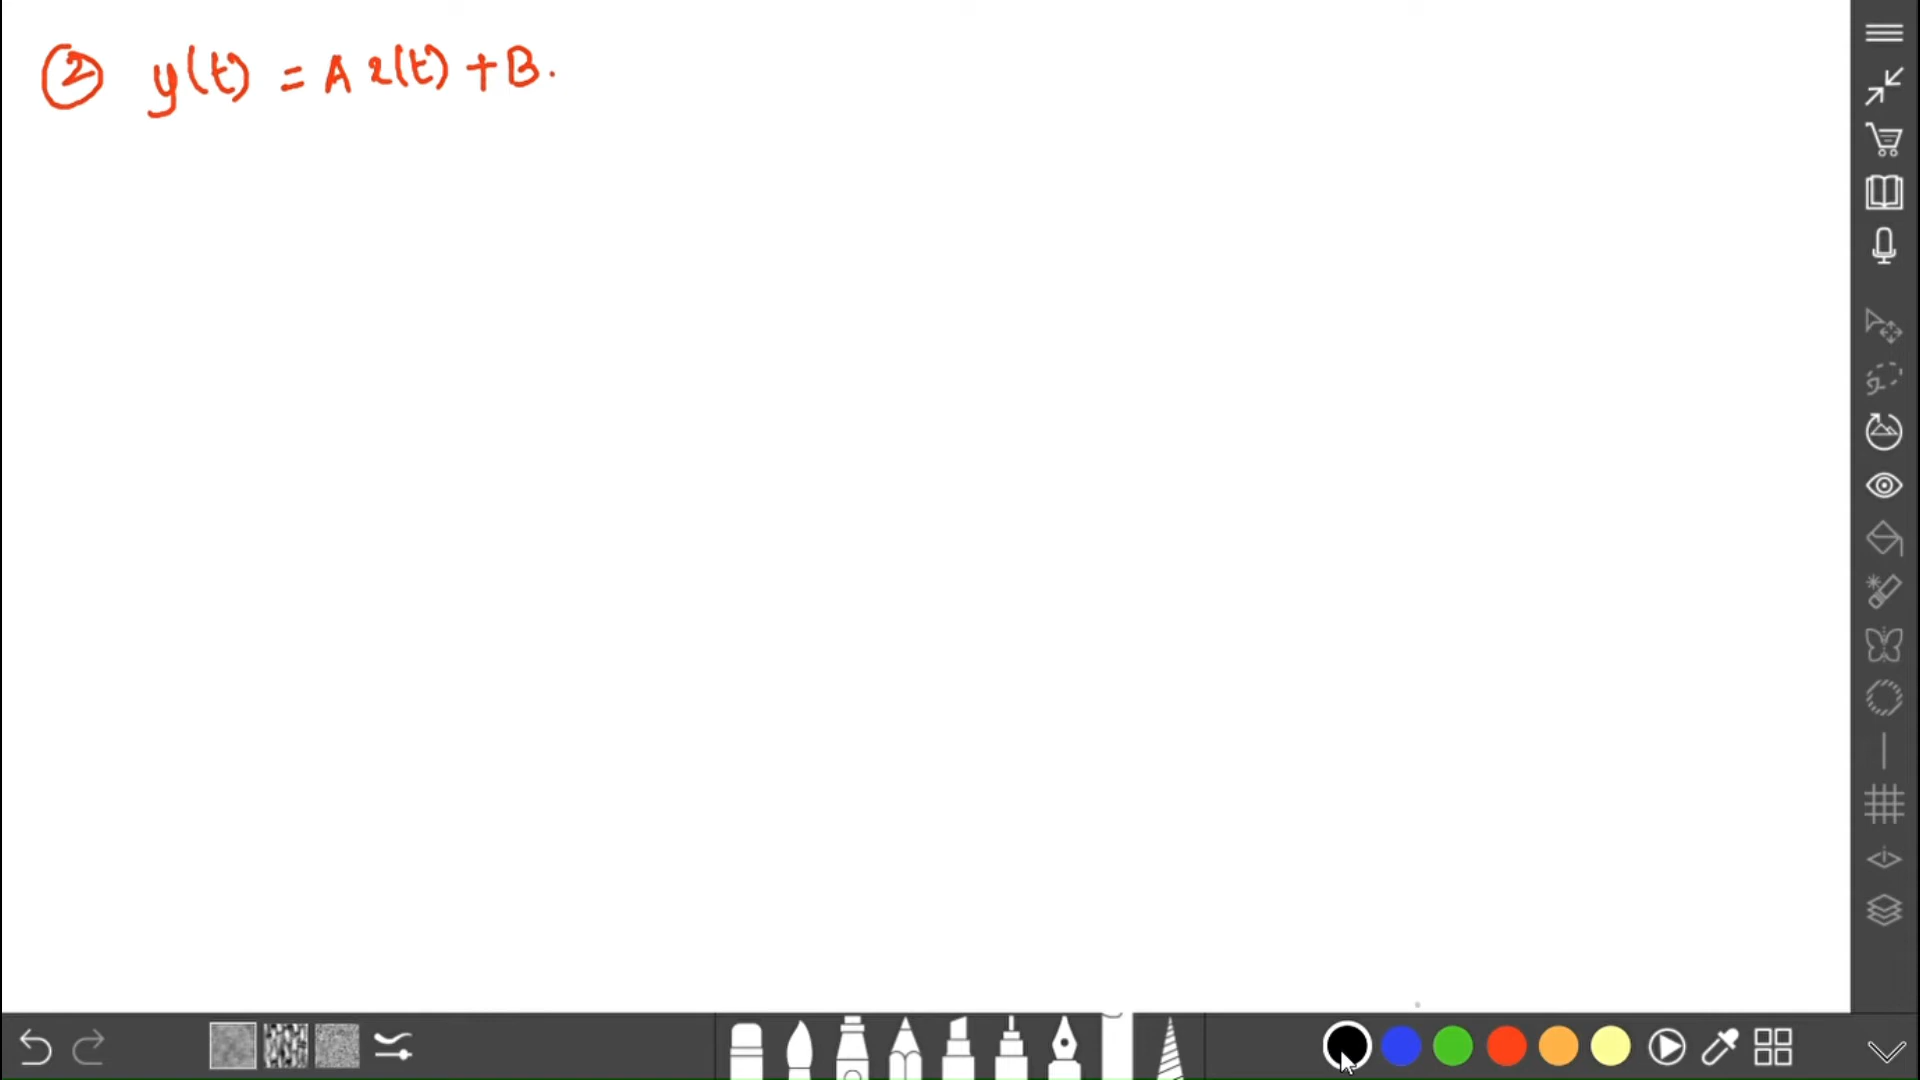 ② y(t) = A x(t) + B.